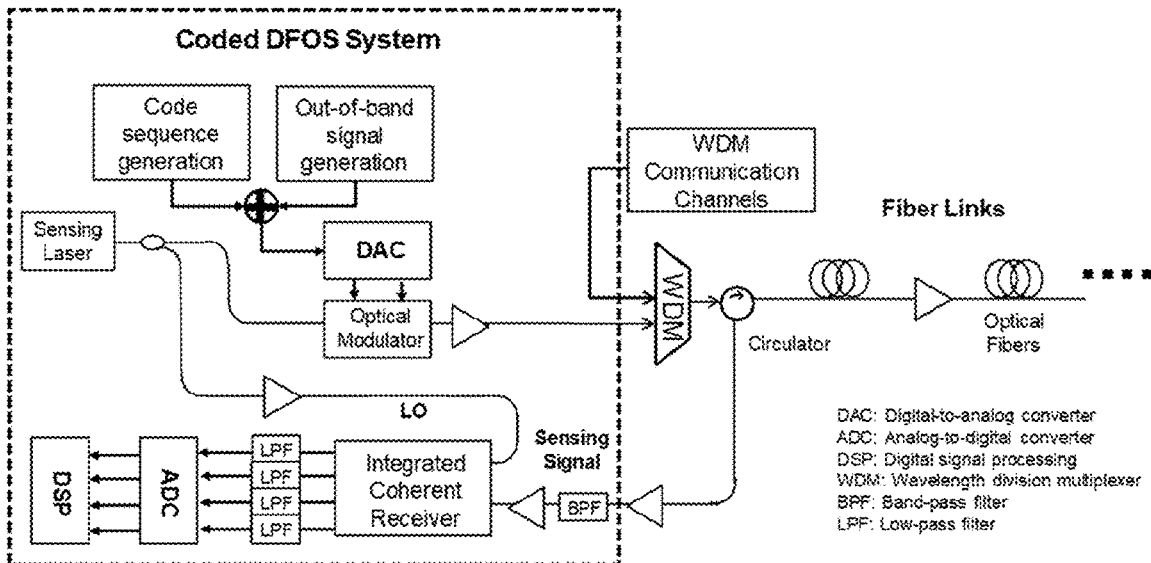 Coded DFOS System
Code
sequence
generation
Out-of-band
signal
generation
WDM
Communication
Channels
Fiber Links
Sensing
Laser
DAC
Optical
Modulator
WDM
Circulator
Optical
Fibers
LO
Sensing
Signal
DSP
ADC
LPF
LPF
LPF
LPF
Integrated
Coherent
Receiver
BPF
DAC: Digital-to-analog converter
ADC: Analog-to-digital converter
DSP: Digital signal processing
WDM: Wavelength division multiplexer
BPF: Band-pass filter
LPF: Low-pass filter